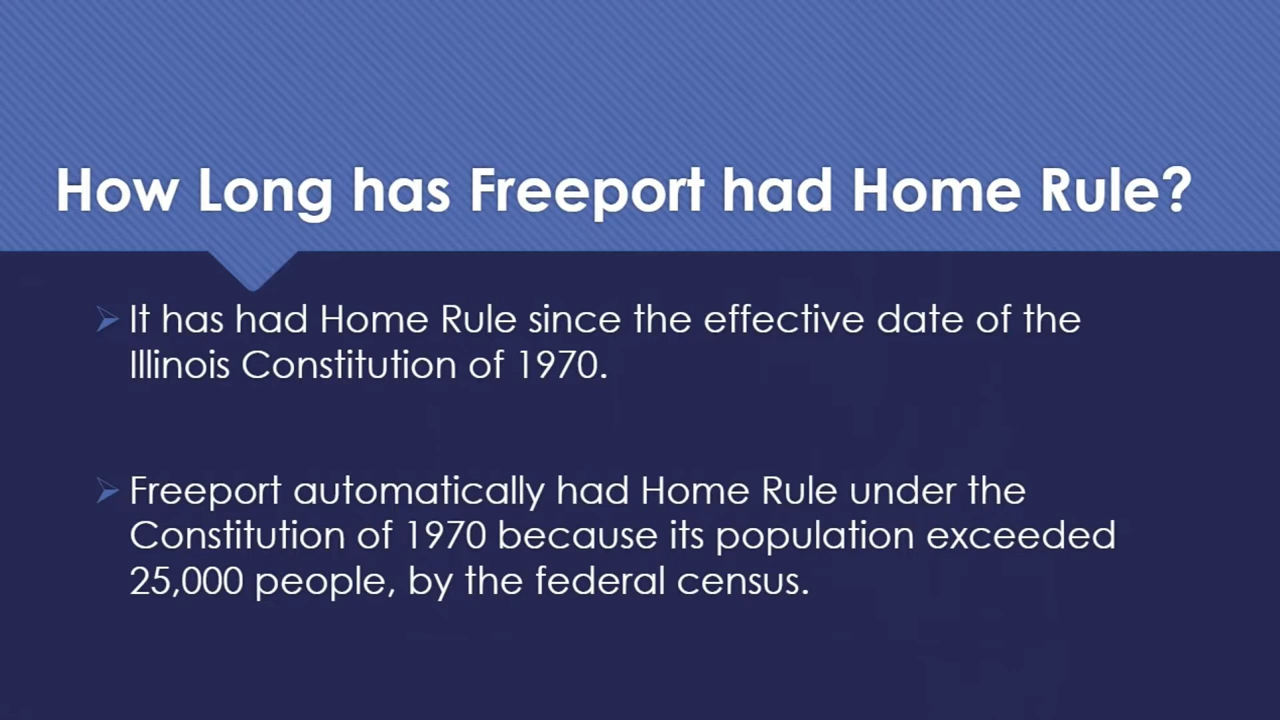 How Long has Freeport had Home Rule?
It has had Home Rule since the effective date of the
Illinois Constitution of 1970.
Freeport automatically had Home Rule under the
Constitution of 1970 because its population exceeded
25,000 people, by the federal census.